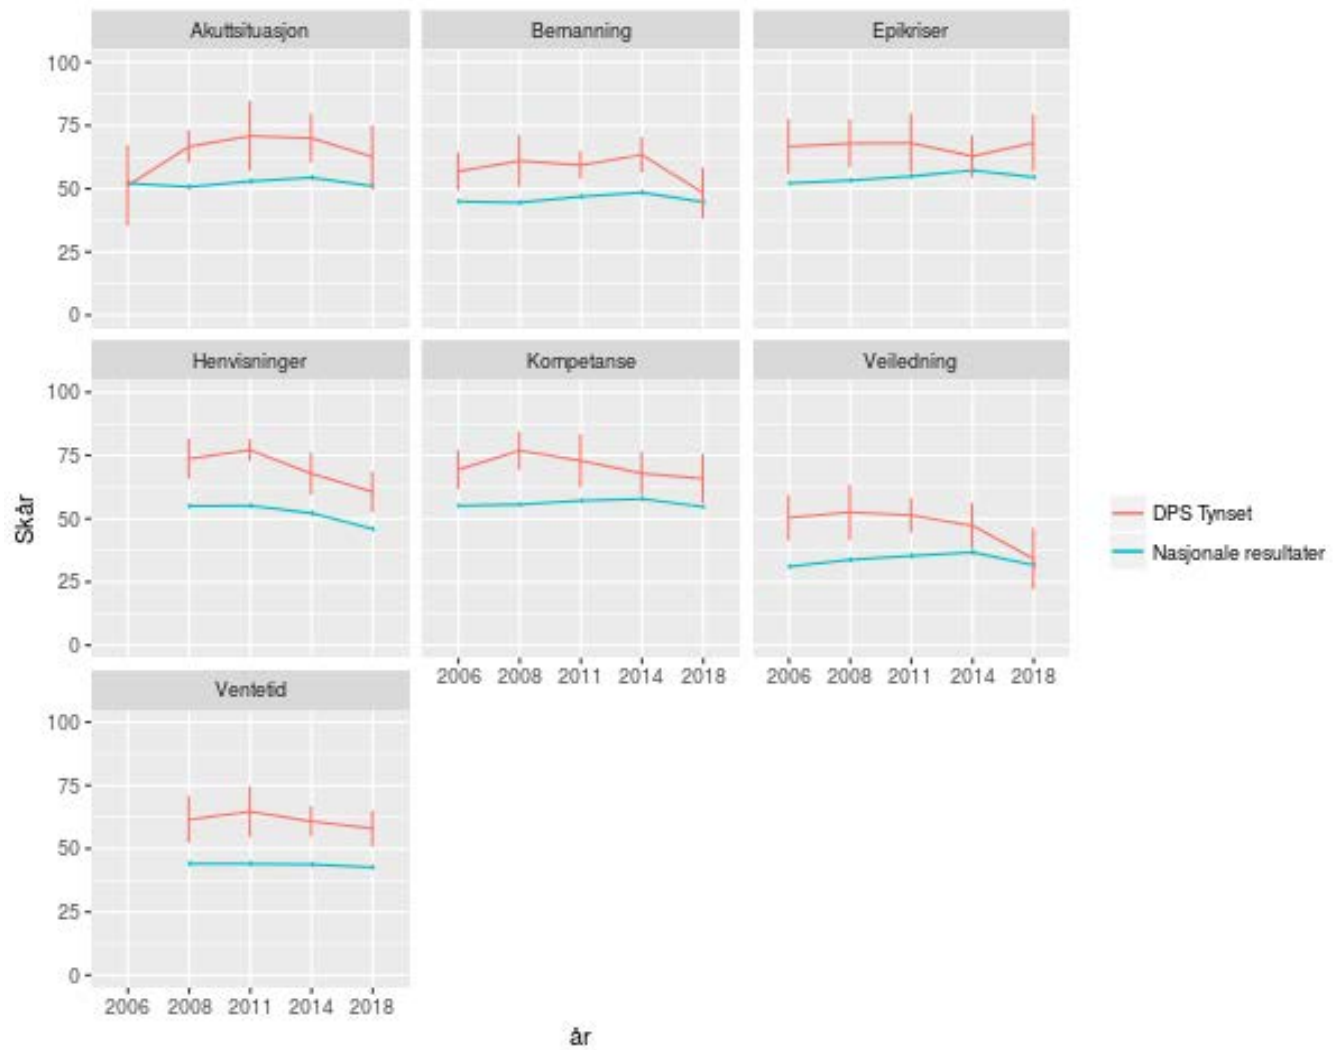 Akuttsituasjon
Bemanning
Epikriser
100
75
50
25
0
Henvisninger
Kompetanse
Veiledning
100
75
50
25
0
2006 2008 2011 2014 2018
2006 2008 2011 2014 2018
Ventetid
100
75
50
25
0
2006 2008 2011 2014 2018
Skår
år
DPS Tynset
Nasjonale resultater